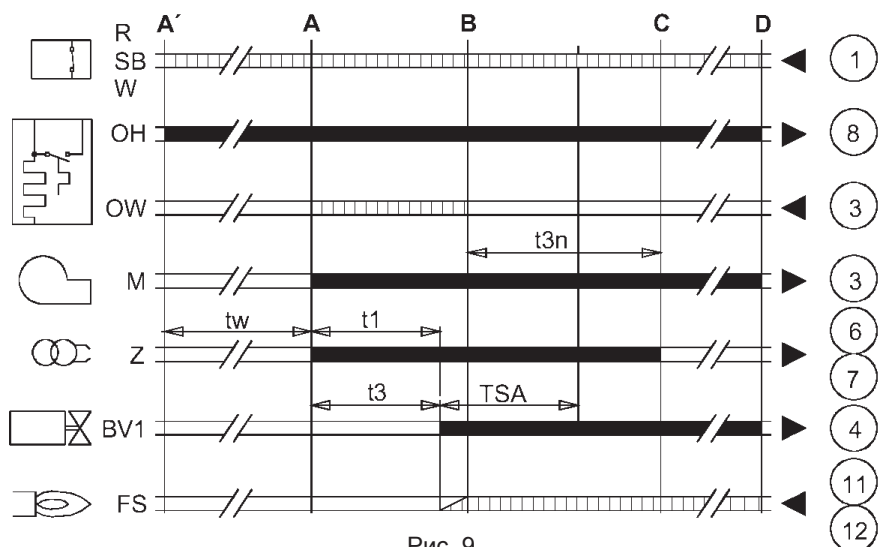 A´ A B C D
R
SB 1
W
OH 8
OW 3
t3n
M 3
tw t1 6
Z 7
t3 TSA
BV1 4
11
FS 12
Рис. 9